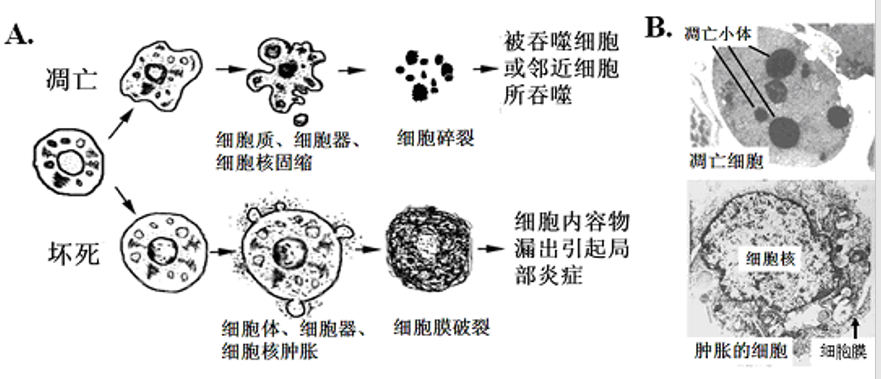 A.
凋亡
细胞质、细胞器、
细胞核固缩
细胞碎裂
被吞噬细胞
或邻近细胞
所吞噬
坏死
细胞体、细胞器、
细胞核肿胀
细胞膜破裂
细胞内容物
漏出引起局
部炎症
B.
凋亡小体
凋亡细胞
细胞核
肿胀的细胞
细胞膜